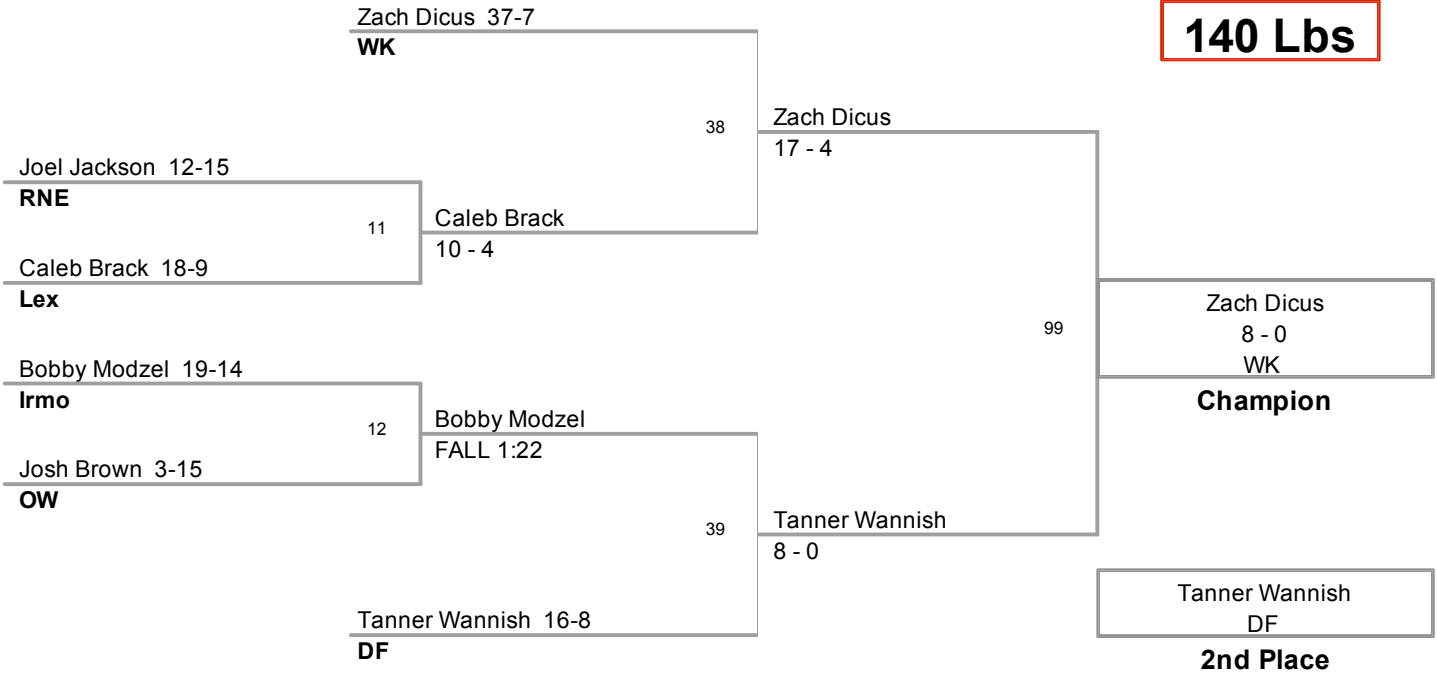 Zach Dicus 37-7
WK
140 Lbs
38
Zach Dicus
17 - 4
Joel Jackson 12-15
RNE
11
Caleb Brack
10 - 4
Caleb Brack 18-9
Lex
99
Zach Dicus
8 - 0
WK
Champion
Bobby Modzel 19-14
Irmo
12
Bobby Modzel
FALL 1:22
Josh Brown 3-15
OW
39
Tanner Wannish
8 - 0
Tanner Wannish 16-8
DF
Tanner Wannish
DF
2nd Place